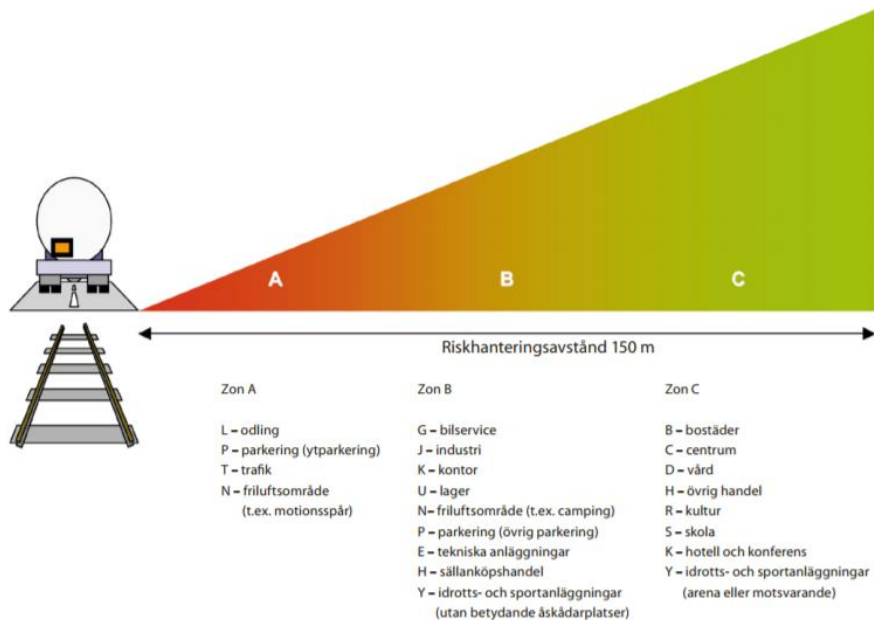 A
B
C
Riskhanteringsavstånd 150 m
Zon A
L – odling
P – parkering (ytparkering)
T – trafik
N – friluftsområde
(t.ex. motionsspår)
Zon B
G – bilservice
J – industri
K – kontor
U – lager
N– friluftsområde (t.ex. camping)
P – parkering (övrig parkering)
E – tekniska anläggningar
H – sällanköpshandel
Y – idrotts- och sportanläggningar
(utan betydande åskådarplatser)
Zon C
B – bostäder
C – centrum
D – vård
H – övrig handel
R – kultur
S – skola
K – hotell och konferens
Y – idrotts- och sportanläggningar
(arena eller motsvarande)